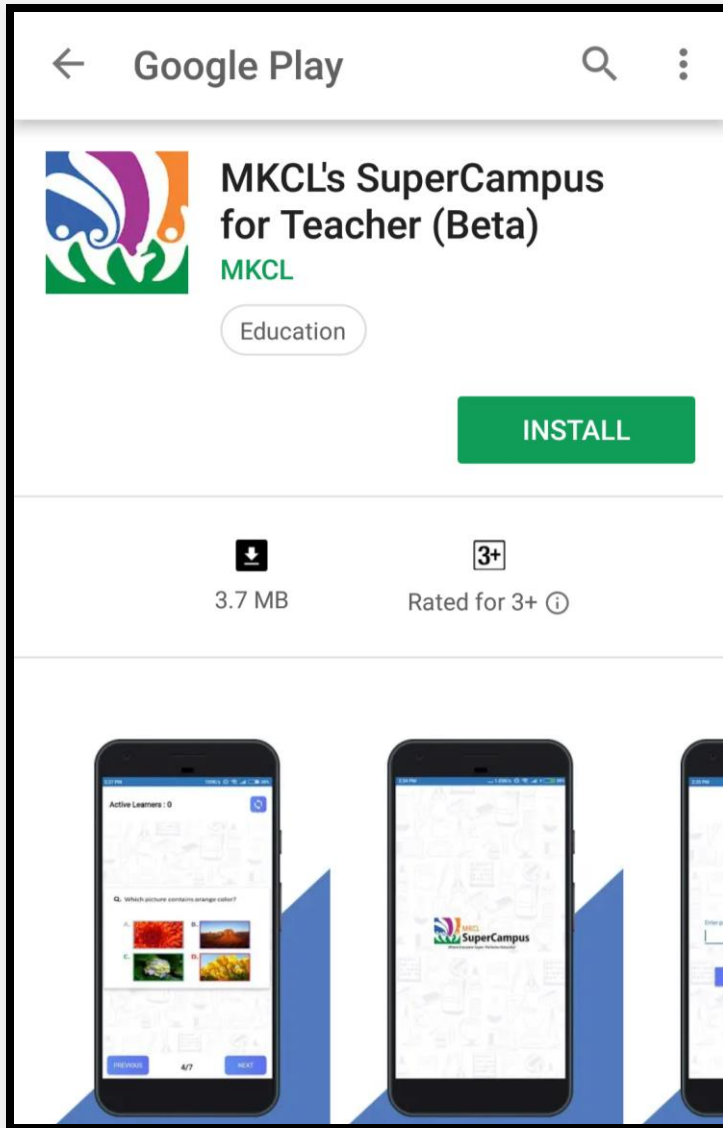 Google Play
MKCL's SuperCampus
for Teacher (Beta)
MKCL
Education
INSTALL
3+
3.7 MB
Rated for 3+
Active Learners : 0
Q. Which picture contains orange color?
A. B.
C. D.
PREVIOUS 4/7 NEXT
MKCL
SuperCampus